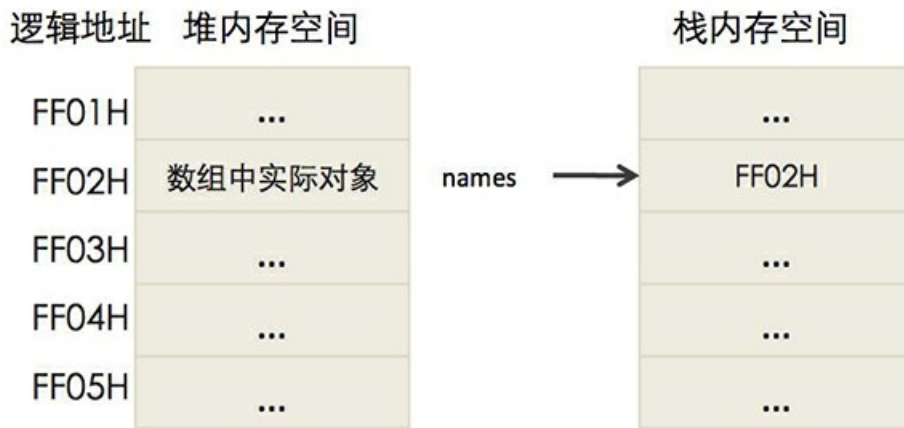 逻辑地址 堆内存空间 栈内存空间
FF01H ... ...
FF02H 数组中实际对象 names FF02H
FF03H ... ...
FF04H ... ...
FF05H ... ...